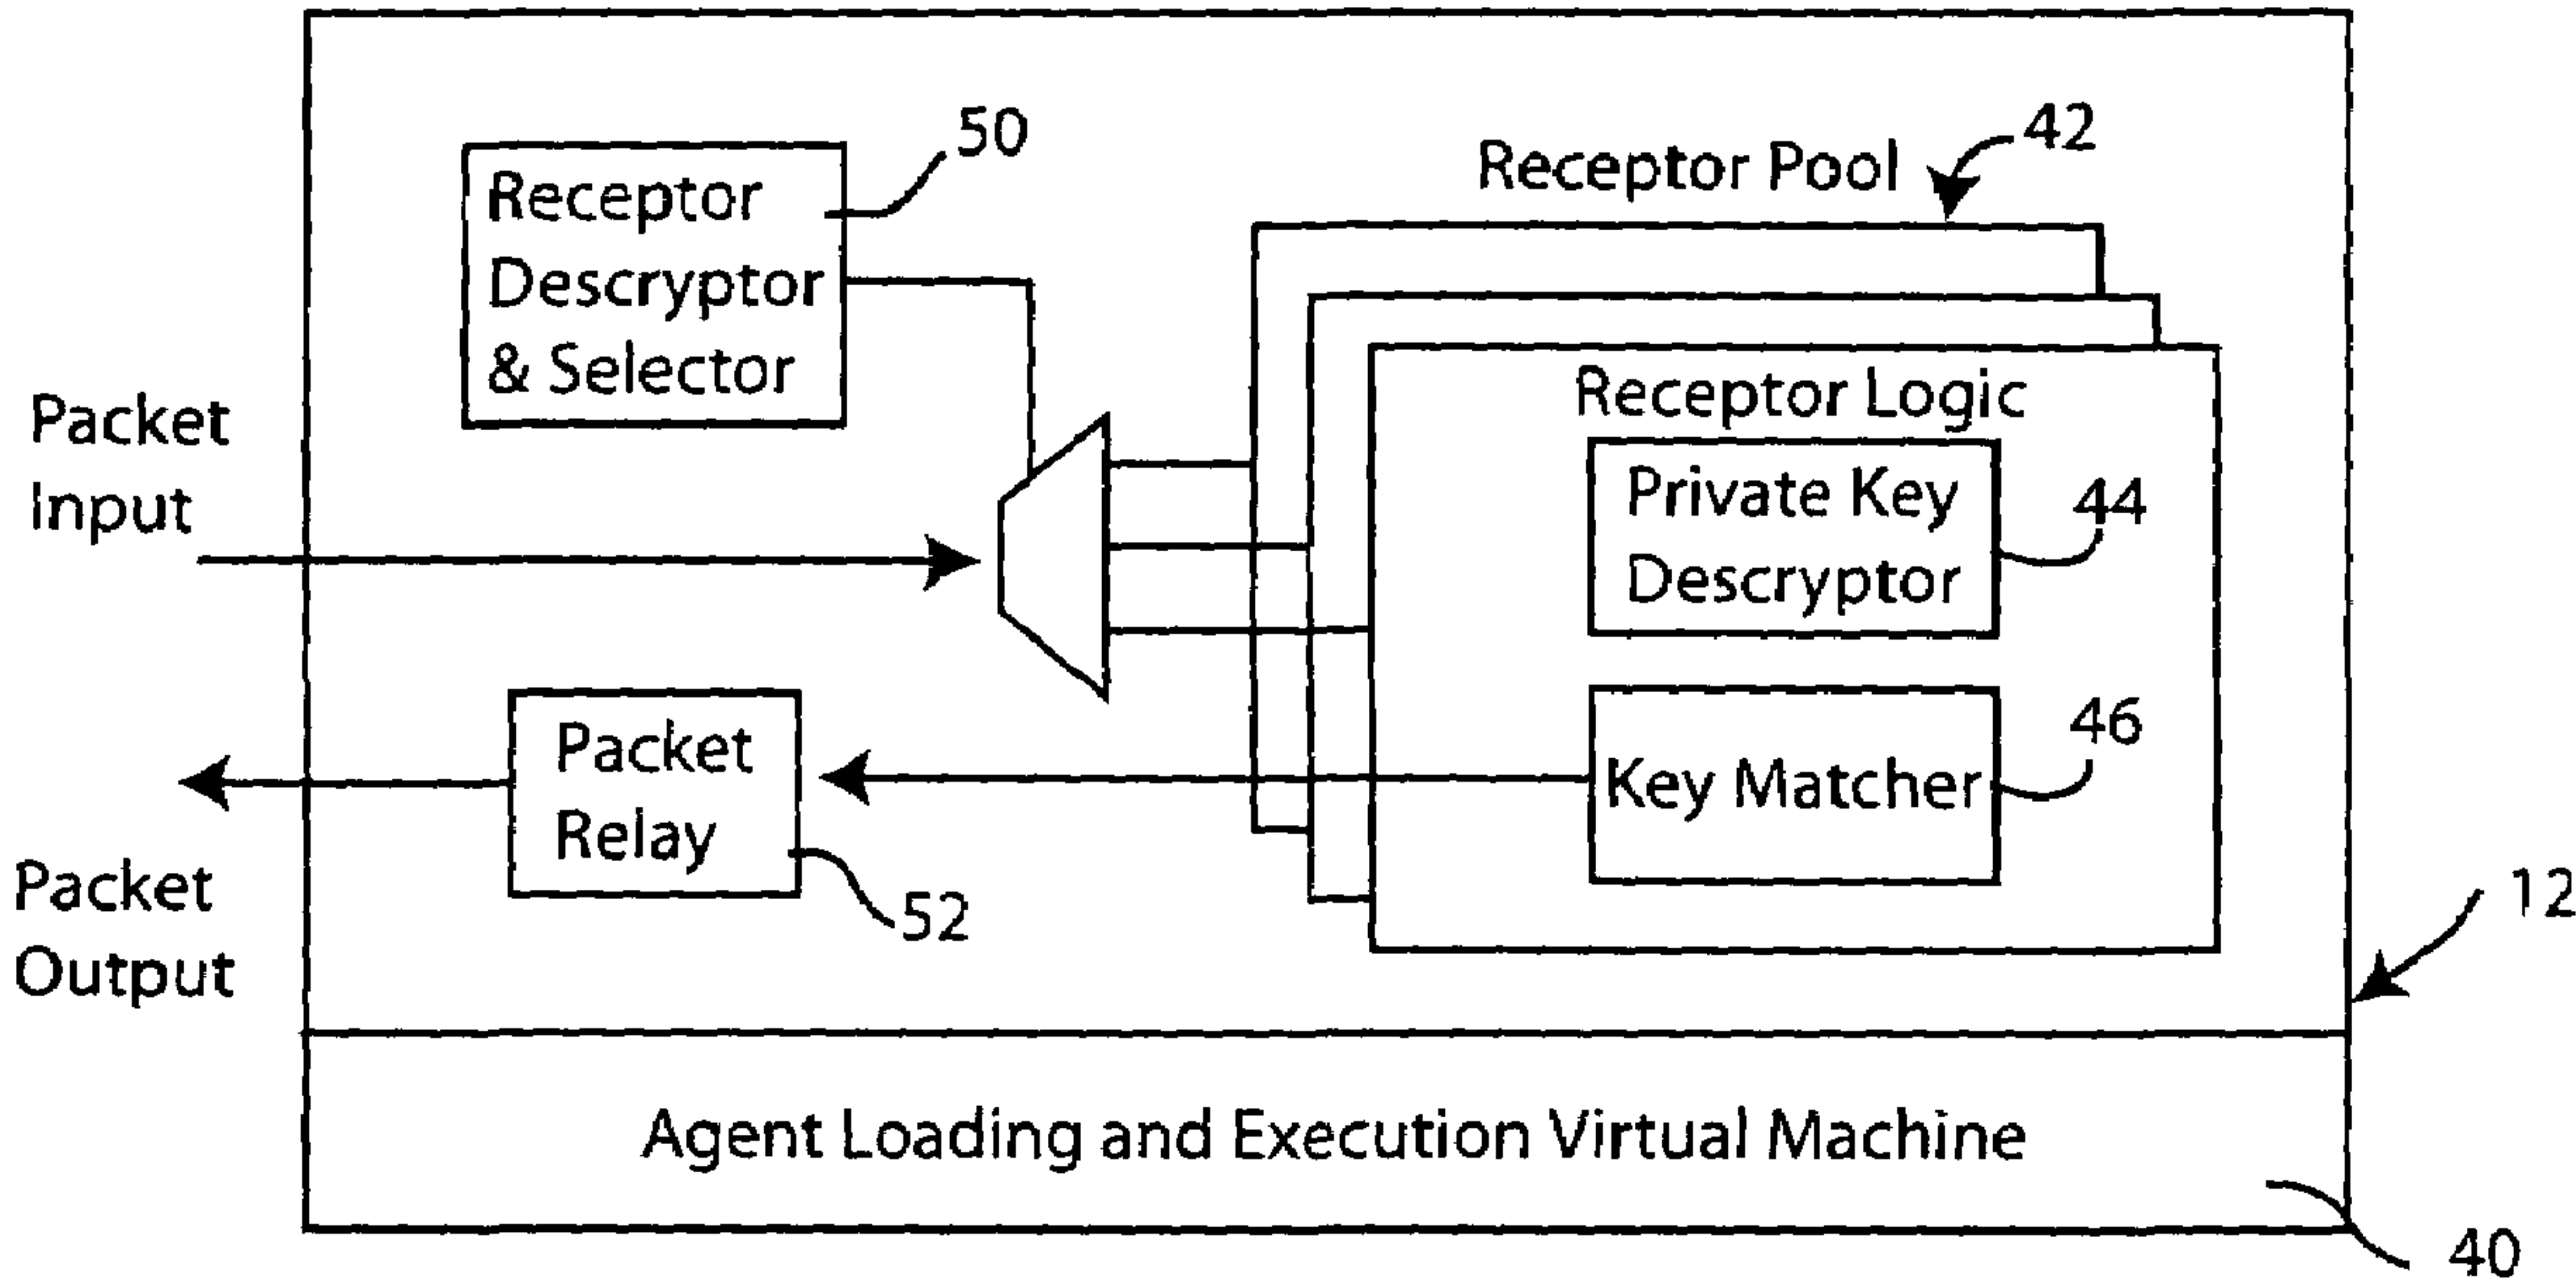 50
Receptor
Descryptor
& Selector
Receptor Pool
42
Receptor Logic
Private Key
Descryptor
44
Packet
Input
Key Matcher
46
Packet
Relay
52
Packet
Output
12
Agent Loading and Execution Virtual Machine
40